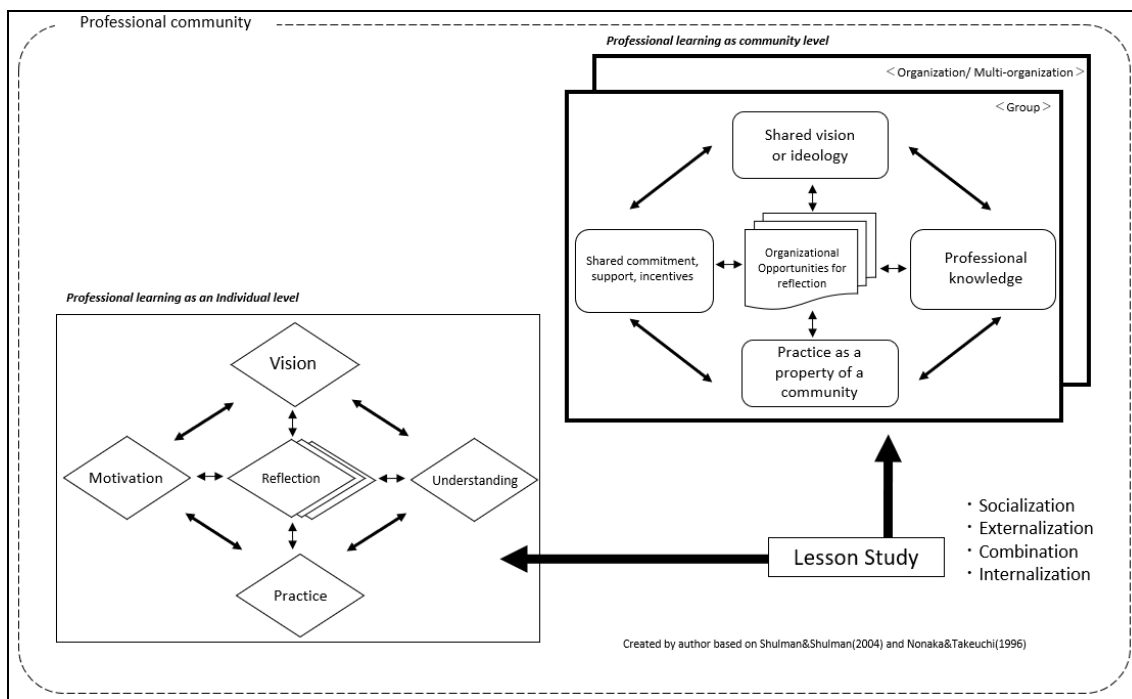 Professional community
Professional learning as community level
＜Organization/ Multi-organization＞
＜Group＞
Shared vision
or ideology
Shared commitment,
support, incentives
Organizational
Opportunities for
reflection
Professional
knowledge
Practice as a
property of a
community
Professional learning as an Individual level
Vision
Motivation
Reflection
Understanding
Practice
Lesson Study
・Socialization
・Externalization
・Combination
・Internalization
Created by author based on Shulman&Shulman(2004) and Nonaka&Takeuchi(1996)